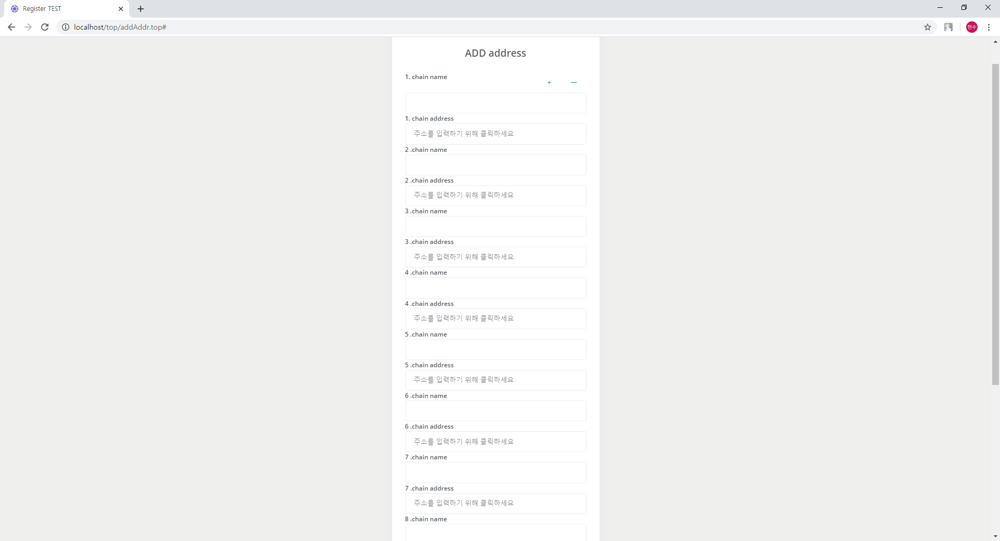 Register TEST
localhost/top/addAddr.top#
현수
ADD address
1. chain name
+ —
1. chain address
주소를 입력하기 위해 클릭하세요
2 .chain name
2 .chain address
주소를 입력하기 위해 클릭하세요
3 .chain name
3 .chain address
주소를 입력하기 위해 클릭하세요
4 .chain name
4 .chain address
주소를 입력하기 위해 클릭하세요
5 .chain name
5 .chain address
주소를 입력하기 위해 클릭하세요
6 .chain name
6 .chain address
주소를 입력하기 위해 클릭하세요
7 .chain name
7 .chain address
주소를 입력하기 위해 클릭하세요
8 .chain name